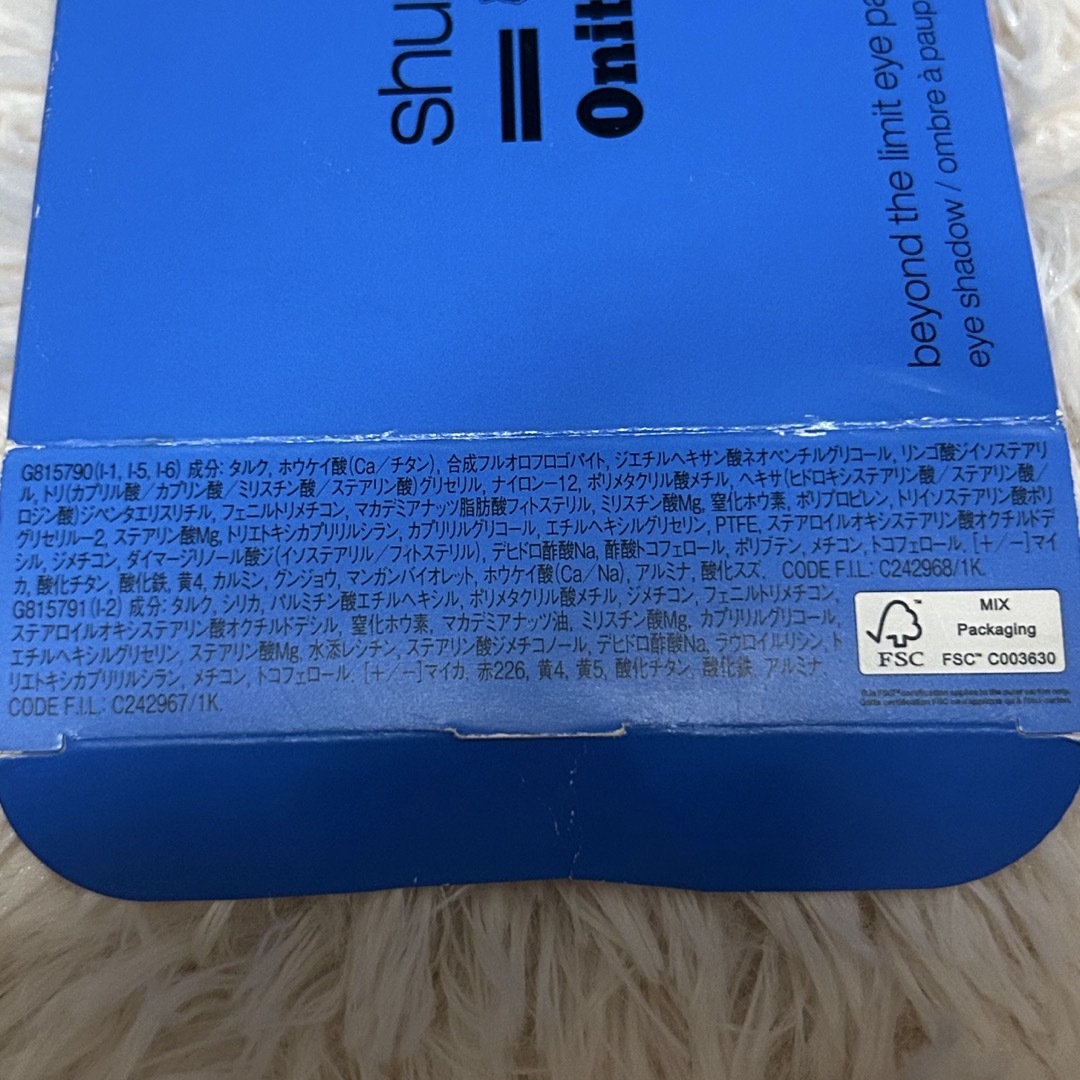 shu
=
Onit
beyond the limit eye pa
eye shadow / ombre à paup
G815790(I-1, I-5, I-6) 成分: タルク, ホウケイ酸(Ca/チタン), 合成フルオロフロゴパイト, ジエチルヘキサン酸ネオペンチルグリコール, リンゴ酸ジイソステアリ
ル, トリ(カプリル酸/カプリン酸/ミリスチン酸/ステアリン酸)グリセリル, ナイロン-12, ポリメタクリル酸メチル, ヘキサ(ヒドロキシステアリン酸/ステアリン酸/
ロジン酸)ジペンタエリスリチル, フェニルトリメチコン, マカデミアナッツ脂肪酸フィトステリル, ミリスチン酸Mg, 窒化ホウ素, ポリプロピレン, トリイソステアリン酸ポリ
グリセリル-2, ステアリン酸Mg, トリエトキシカプリリルシラン, カプリリルグリコール, エチルヘキシルグリセリン, PTFE, ステアロイルオキシステアリン酸オクチルドデ
シル, ジメチコン, ダイマージリノール酸ジ(イソステアリル/フィトステリル), デヒドロ酢酸Na, 酢酸トコフェロール, ポリブテン, メチコン, トコフェロール. [+/-]マイ
カ, 酸化チタン, 酸化鉄, 黄4, カルミン, グンジョウ, マンガンバイオレット, ホウケイ酸(Ca/Na), アルミナ, 酸化スズ. CODE F.I.L.: C242968/1K.
G815791(I-2) 成分: タルク, シリカ, パルミチン酸エチルヘキシル, ポリメタクリル酸メチル, ジメチコン, フェニルトリメチコン,
ステアロイルオキシステアリン酸オクチルドデシル, 窒化ホウ素, マカデミアナッツ油, ミリスチン酸Mg, カプリリルグリコール,
エチルヘキシルグリセリン, ステアリン酸Mg, 水添レシチン, ステアリン酸ジメチコノール, デヒドロ酢酸Na, ラウロイルリシン, ト
リエトキシカプリリルシラン, メチコン, トコフェロール. [+/-]マイカ, 赤226, 黄4, 黄5, 酸化チタン, 酸化鉄, アルミナ
CODE F.I.L.: C242967/1K.
FSC™
MIX
Packaging
FSC™ C003630
The FSC® certification applies to the outer carton only.
Cette certification FSC ne s'applique qu'à l'étui carton.